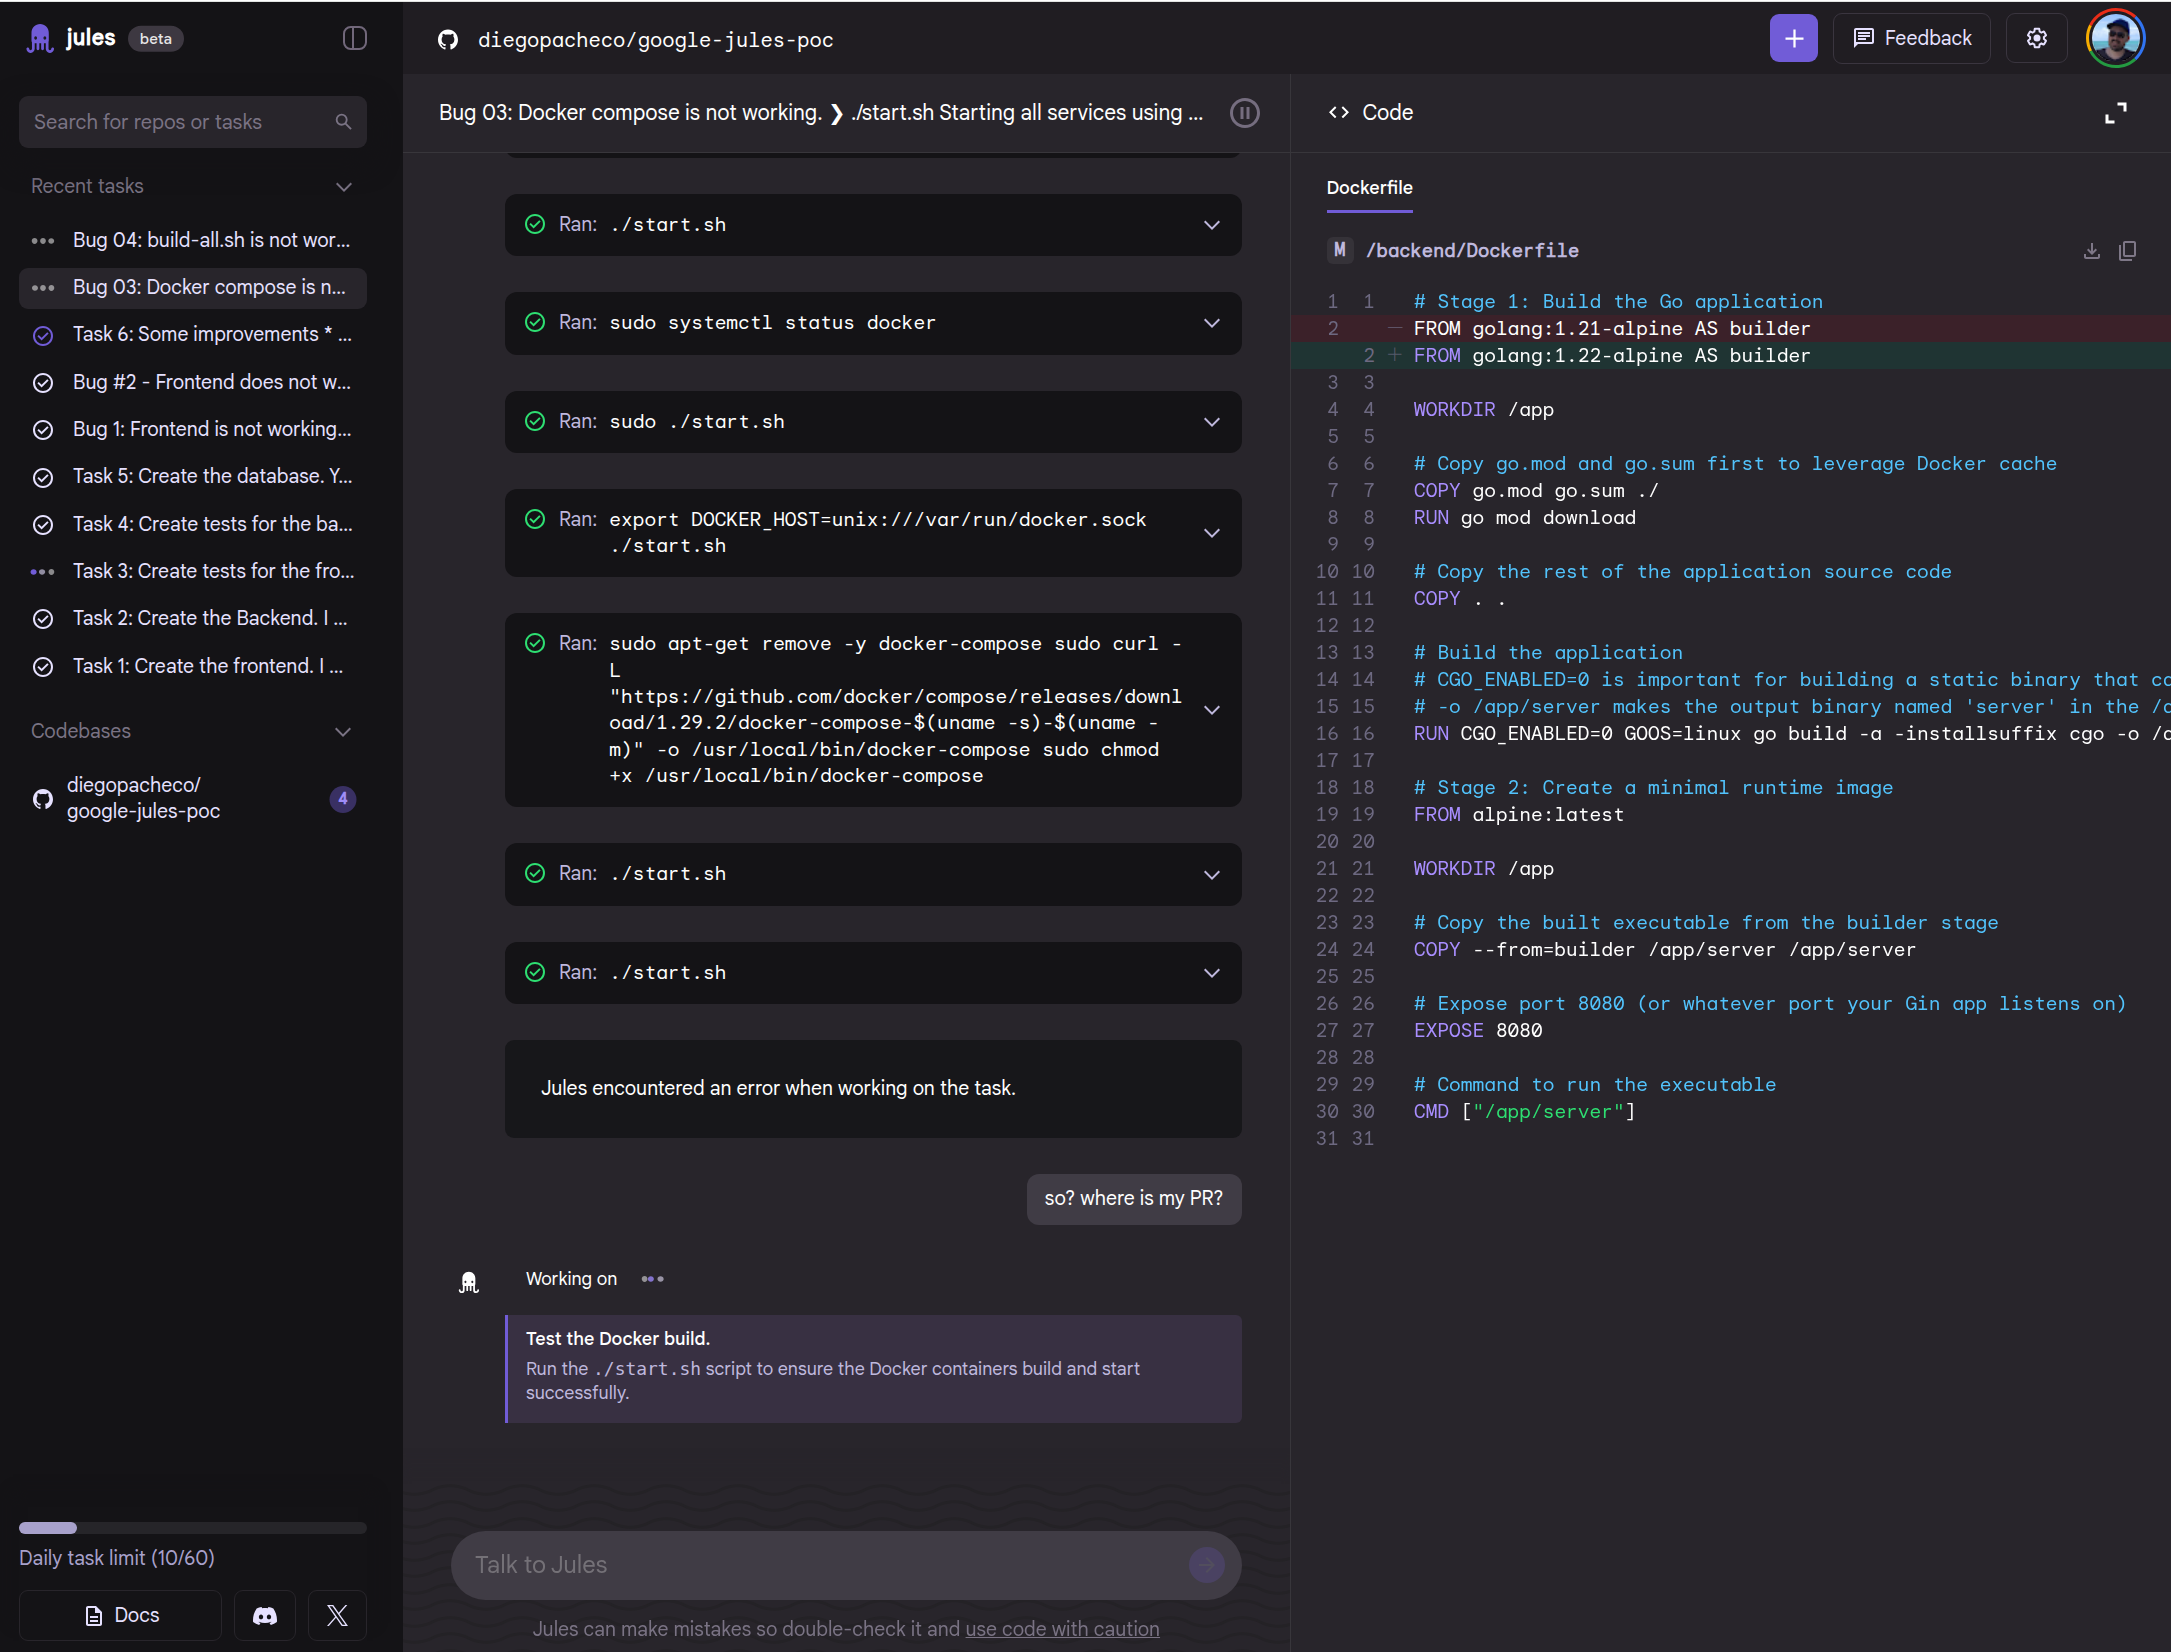 jules beta
Search for repos or tasks
Recent tasks
Bug 04: build-all.sh is not wor...
Bug 03: Docker compose is n...
Task 6: Some improvements * ...
Bug #2 - Frontend does not w...
Bug 1: Frontend is not working...
Task 5: Create the database. Y...
Task 4: Create tests for the ba...
Task 3: Create tests for the fro...
Task 2: Create the Backend. I ...
Task 1: Create the frontend. I ...
Codebases
diegopacheco/
google-jules-poc
4
Daily task limit (10/60)
Docs
diegopacheco/google-jules-poc
Feedback
Bug 03: Docker compose is not working. ❯ ./start.sh Starting all services using ...
Ran: ./start.sh
Ran: sudo systemctl status docker
Ran: sudo ./start.sh
Ran: export DOCKER_HOST=unix:///var/run/docker.sock
./start.sh
Ran: sudo apt-get remove -y docker-compose sudo curl -
L
"https://github.com/docker/compose/releases/downl
oad/1.29.2/docker-compose-$(uname -s)-$(uname -
m)" -o /usr/local/bin/docker-compose sudo chmod
+x /usr/local/bin/docker-compose
Ran: ./start.sh
Ran: ./start.sh
Jules encountered an error when working on the task.
so? where is my PR?
Working on
Test the Docker build.
Run the ./start.sh script to ensure the Docker containers build and start
successfully.
Talk to Jules
Jules can make mistakes so double-check it and use code with caution
Code
Dockerfile
M /backend/Dockerfile
1 1 # Stage 1: Build the Go application
2 — FROM golang:1.21-alpine AS builder
2 + FROM golang:1.22-alpine AS builder
3 3
4 4 WORKDIR /app
5 5
6 6 # Copy go.mod and go.sum first to leverage Docker cache
7 7 COPY go.mod go.sum ./
8 8 RUN go mod download
9 9
10 10 # Copy the rest of the application source code
11 11 COPY . .
12 12
13 13 # Build the application
14 14 # CGO_ENABLED=0 is important for building a static binary that
15 15 # -o /app/server makes the output binary named 'server' in the
16 16 RUN CGO_ENABLED=0 GOOS=linux go build -a -installsuffix cgo -o
17 17
18 18 # Stage 2: Create a minimal runtime image
19 19 FROM alpine:latest
20 20
21 21 WORKDIR /app
22 22
23 23 # Copy the built executable from the builder stage
24 24 COPY --from=builder /app/server /app/server
25 25
26 26 # Expose port 8080 (or whatever port your Gin app listens on)
27 27 EXPOSE 8080
28 28
29 29 # Command to run the executable
30 30 CMD ["/app/server"]
31 31